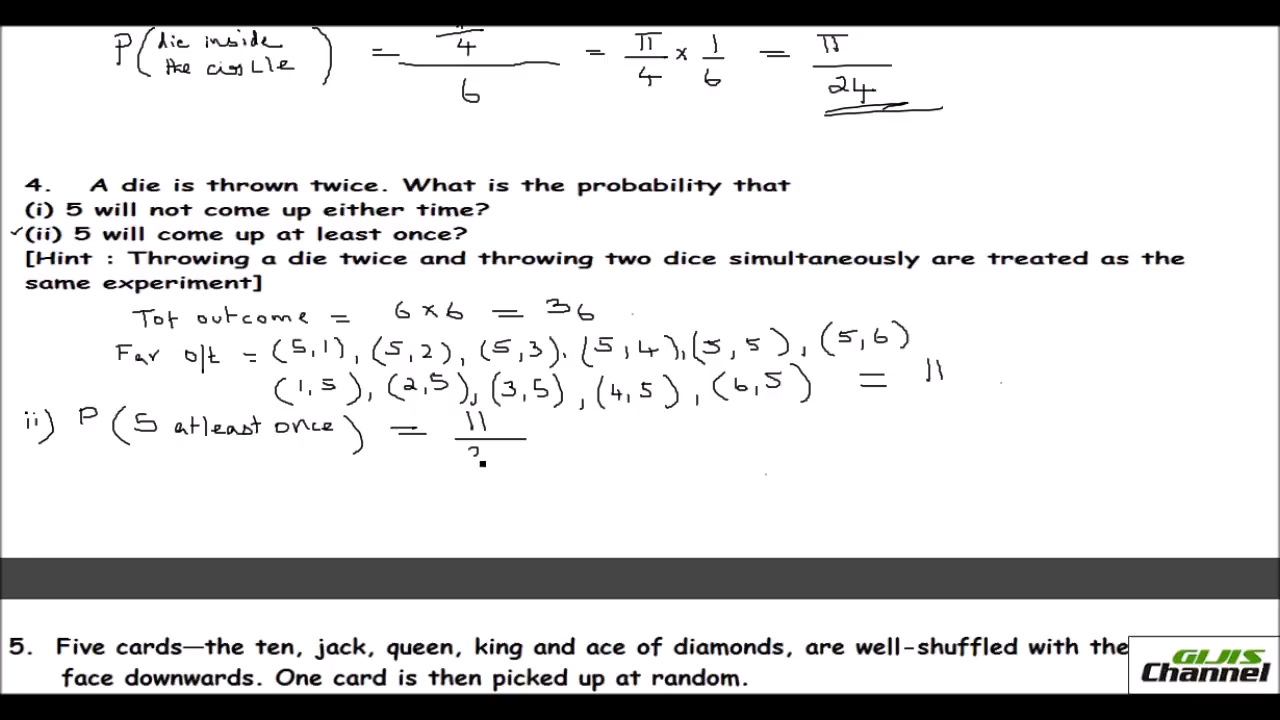 P (die inside the circle) = π/4 / 6 = π/4 × 1/6 = π/24
4. A die is thrown twice. What is the probability that
(i) 5 will not come up either time?
✓(ii) 5 will come up at least once?
[Hint : Throwing a die twice and throwing two dice simultaneously are treated as the
same experiment]
Tot outcome = 6 × 6 = 36
Fav o/t = (5,1), (5,2), (5,3). (5,4), (5,5), (5,6)
(1,5), (2,5), (3,5), (4,5), (6,5) = 11
ii) P (5 atleast once) = 11/3
5. Five cards—the ten, jack, queen, king and ace of diamonds, are well-shuffled with the
face downwards. One card is then picked up at random.
GIJIS
Channel